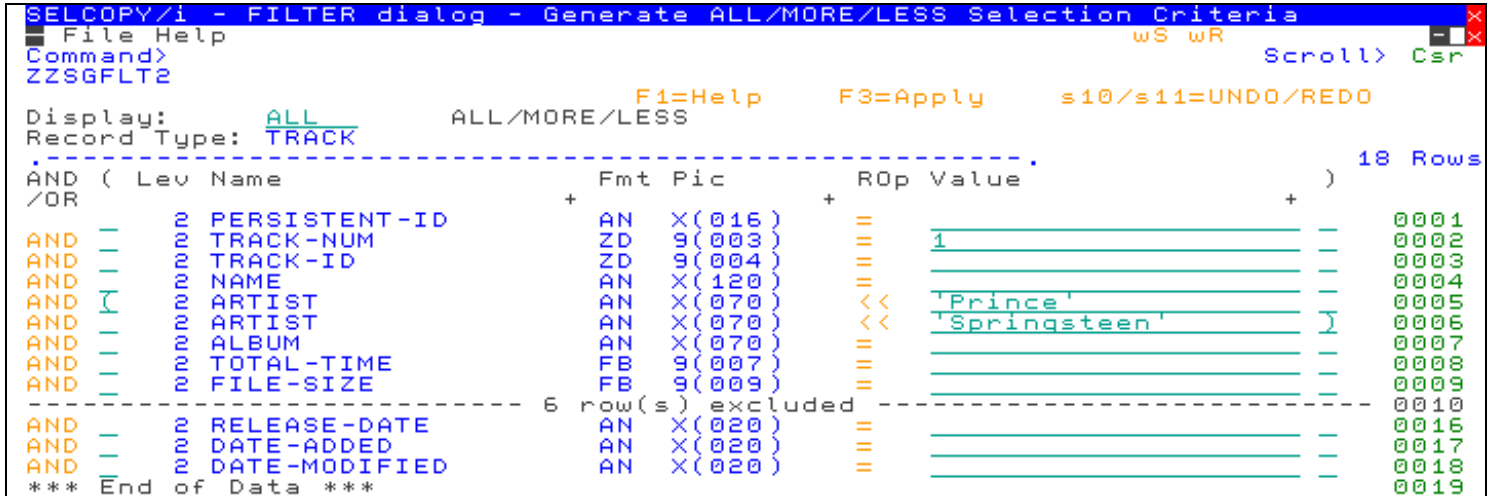 SELCOPY/i - FILTER dialog - Generate ALL/MORE/LESS Selection Criteria x
File Help wS wR - x
Command> Scroll> Csr
ZZSGFLT2
F1=Help F3=Apply s10/s11=UNDO/REDO
Display: ALL ALL/MORE/LESS
Record Type: TRACK
.---------------------------------------------------------------. 18 Rows
AND ( Lev Name Fmt Pic ROp Value )
/OR + + +
2 PERSISTENT-ID AN X(016) = 0001
AND _ 2 TRACK-NUM ZD 9(003) = 1 _ 0002
AND _ 2 TRACK-ID ZD 9(004) = _ 0003
AND _ 2 NAME AN X(120) = _ 0004
AND ( 2 ARTIST AN X(070) << 'Prince' _ 0005
AND _ 2 ARTIST AN X(070) << 'Springsteen' ) 0006
AND _ 2 ALBUM AN X(070) = _ 0007
AND _ 2 TOTAL-TIME FB 9(007) = _ 0008
AND _ 2 FILE-SIZE FB 9(009) = _ 0009
-------------------------------- 6 row(s) excluded -------------------------------- 0010
AND _ 2 RELEASE-DATE AN X(020) = _ 0016
AND _ 2 DATE-ADDED AN X(020) = _ 0017
AND _ 2 DATE-MODIFIED AN X(020) = _ 0018
*** End of Data *** 0019